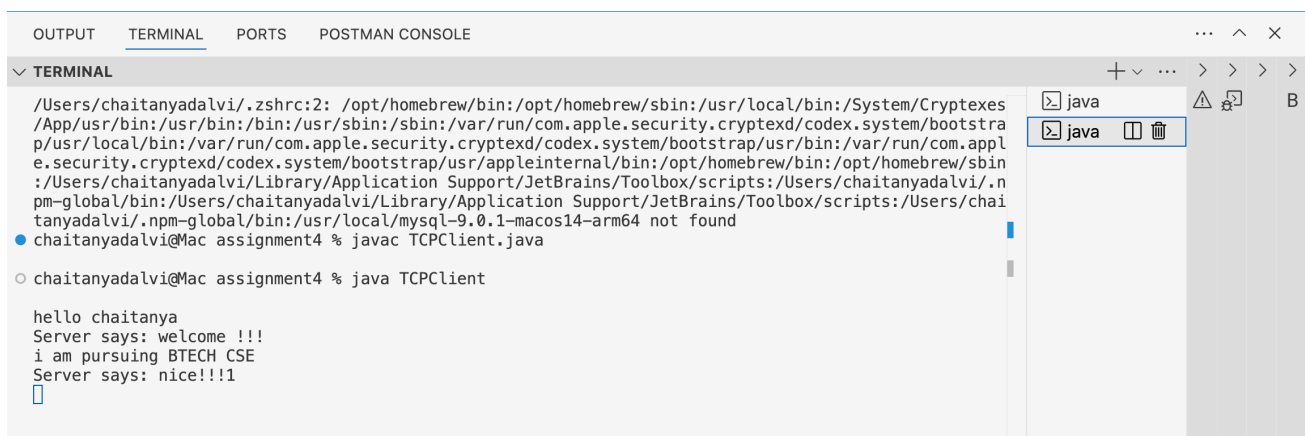 OUTPUT TERMINAL PORTS POSTMAN CONSOLE
TERMINAL
/Users/chaitanyadalvi/.zshrc:2: /opt/homebrew/bin:/opt/homebrew/sbin:/usr/local/bin:/System/Cryptexes
/App/usr/bin:/usr/bin:/bin:/usr/sbin:/sbin:/var/run/com.apple.security.cryptexd/codex.system/bootstra
p/usr/local/bin:/var/run/com.apple.security.cryptexd/codex.system/bootstrap/usr/bin:/var/run/com.appl
e.security.cryptexd/codex.system/bootstrap/usr/appleinternal/bin:/opt/homebrew/bin:/opt/homebrew/sbin
:/Users/chaitanyadalvi/Library/Application Support/JetBrains/Toolbox/scripts:/Users/chaitanyadalvi/.n
pm-global/bin:/Users/chaitanyadalvi/Library/Application Support/JetBrains/Toolbox/scripts:/Users/chai
tanyadalvi/.npm-global/bin:/usr/local/mysql-9.0.1-macos14-arm64 not found
chaitanyadalvi@Mac assignment4 % javac TCPClient.java
chaitanyadalvi@Mac assignment4 % java TCPClient
hello chaitanya
Server says: welcome !!!
i am pursuing BTECH CSE
Server says: nice!!!1
java
java
B